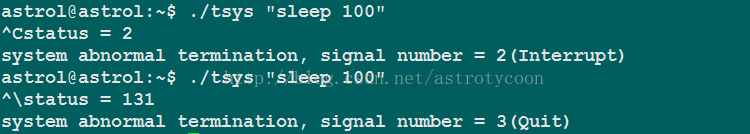 astrol@astrol:~$ ./tsys "sleep 100"
^Cstatus = 2
system abnormal termination, signal number = 2(Interrupt)
astrol@astrol:~$ ./tsys "sleep 100"
http://blog.csdn.net/astrotycoon
^\status = 131
system abnormal termination, signal number = 3(Quit)